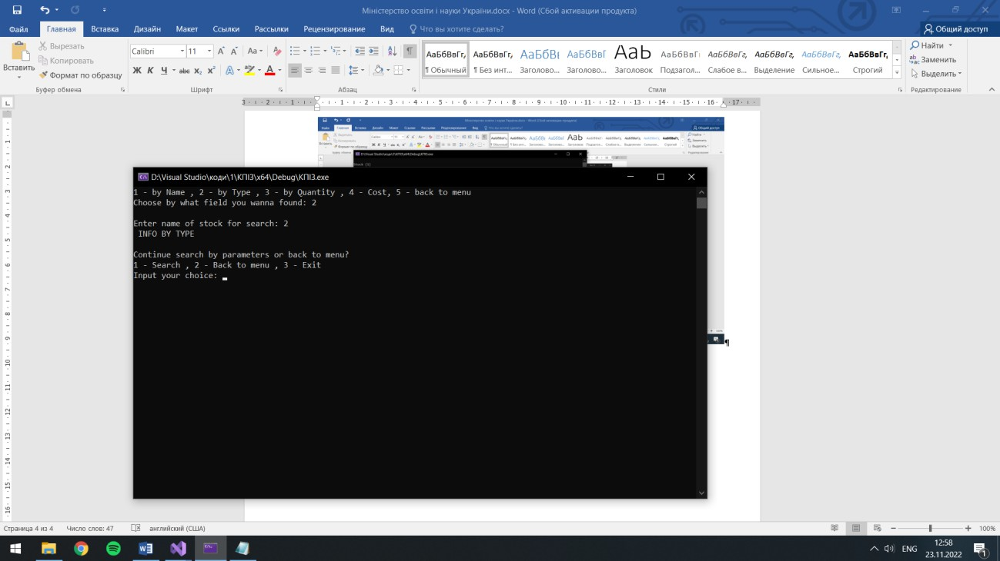 Міністерство освіти і науки України.docx - Word (Сбой активации продукта)
Файл Главная Вставка Дизайн Макет Ссылки Рассылки Рецензирование Вид Что вы хотите сделать? Общий доступ
Вставить
Вырезать
Копировать
Формат по образцу
Calibri 11
Ж К Ч abc x₂ x²
АаБбВвГг, АаБбВвГг, АаБбВі АаБбВвГ АаБ АаБбВвГг АаБбВвГг, АаБбВвГг, АаБбВвГг, АаБбВвГг,
¶ Обычный ¶ Без инт... Заголово... Заголово... Заголовок Подзагол... Слабое в... Выделение Сильное... Строгий
Найти
Заменить
Выделить
Буфер обмена Шрифт Абзац Стили Редактирование
D:\Visual Studio\коди\1\КПІЗ\x64\Debug\КПІЗ.exe
1 - by Name , 2 - by Type , 3 - by Quantity , 4 - Cost, 5 - back to menu
Choose by what field you wanna found: 2
Enter name of stock for search: 2
INFO BY TYPE
Continue search by parameters or back to menu?
1 - Search , 2 - Back to menu , 3 - Exit
Input your choice:
Страница 4 из 4 Число слов: 47 английский (США) 100%
ENG 12:58
23.11.2022
1